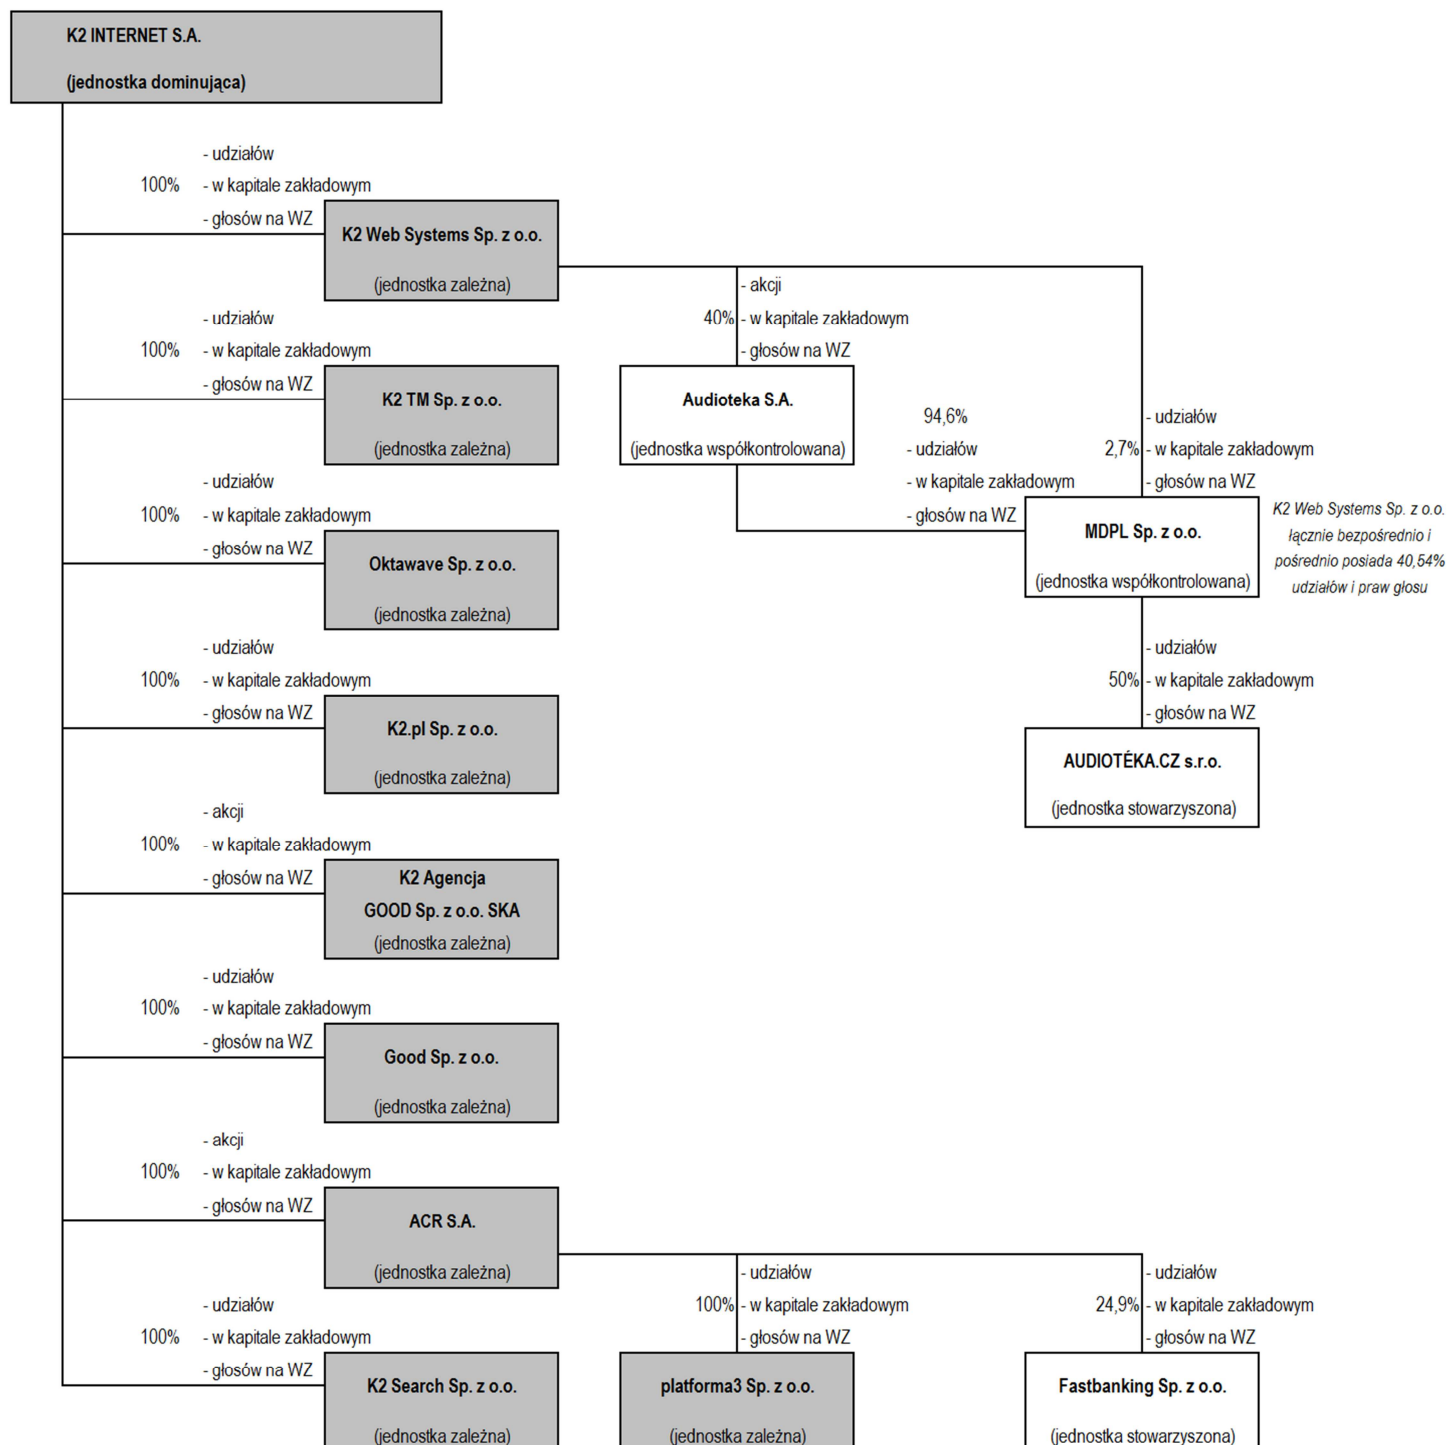 K2 INTERNET S.A.
(jednostka dominująca)
- udziałów
100% - w kapitale zakładowym
- głosów na WZ
K2 Web Systems Sp. z o.o.
(jednostka zależna)
- akcji
40% - w kapitale zakładowym
- głosów na WZ
- udziałów
100% - w kapitale zakładowym
- głosów na WZ
K2 TM Sp. z o.o.
(jednostka zależna)
Audioteka S.A.
(jednostka współkontrolowana)
94,6%
- udziałów
- w kapitale zakładowym
- głosów na WZ
- udziałów
2,7% - w kapitale zakładowym
- głosów na WZ
MDPL Sp. z o.o.
(jednostka współkontrolowana)
K2 Web Systems Sp. z o.o.
łącznie bezpośrednio i
pośrednio posiada 40,54%
udziałów i praw głosu
- udziałów
100% - w kapitale zakładowym
- głosów na WZ
Oktawave Sp. z o.o.
(jednostka zależna)
- udziałów
50% - w kapitale zakładowym
- głosów na WZ
AUDIOTÉKA.CZ s.r.o.
(jednostka stowarzyszona)
- udziałów
100% - w kapitale zakładowym
- głosów na WZ
K2.pl Sp. z o.o.
(jednostka zależna)
- akcji
100% - w kapitale zakładowym
- głosów na WZ
K2 Agencja
GOOD Sp. z o.o. SKA
(jednostka zależna)
- udziałów
100% - w kapitale zakładowym
- głosów na WZ
Good Sp. z o.o.
(jednostka zależna)
- akcji
100% - w kapitale zakładowym
- głosów na WZ
ACR S.A.
(jednostka zależna)
- udziałów
100% - w kapitale zakładowym
- głosów na WZ
K2 Search Sp. z o.o.
(jednostka zależna)
- udziałów
100% - w kapitale zakładowym
- głosów na WZ
platforma3 Sp. z o.o.
(jednostka zależna)
- udziałów
24,9% - w kapitale zakładowym
- głosów na WZ
Fastbanking Sp. z o.o.
(jednostka stowarzyszona)